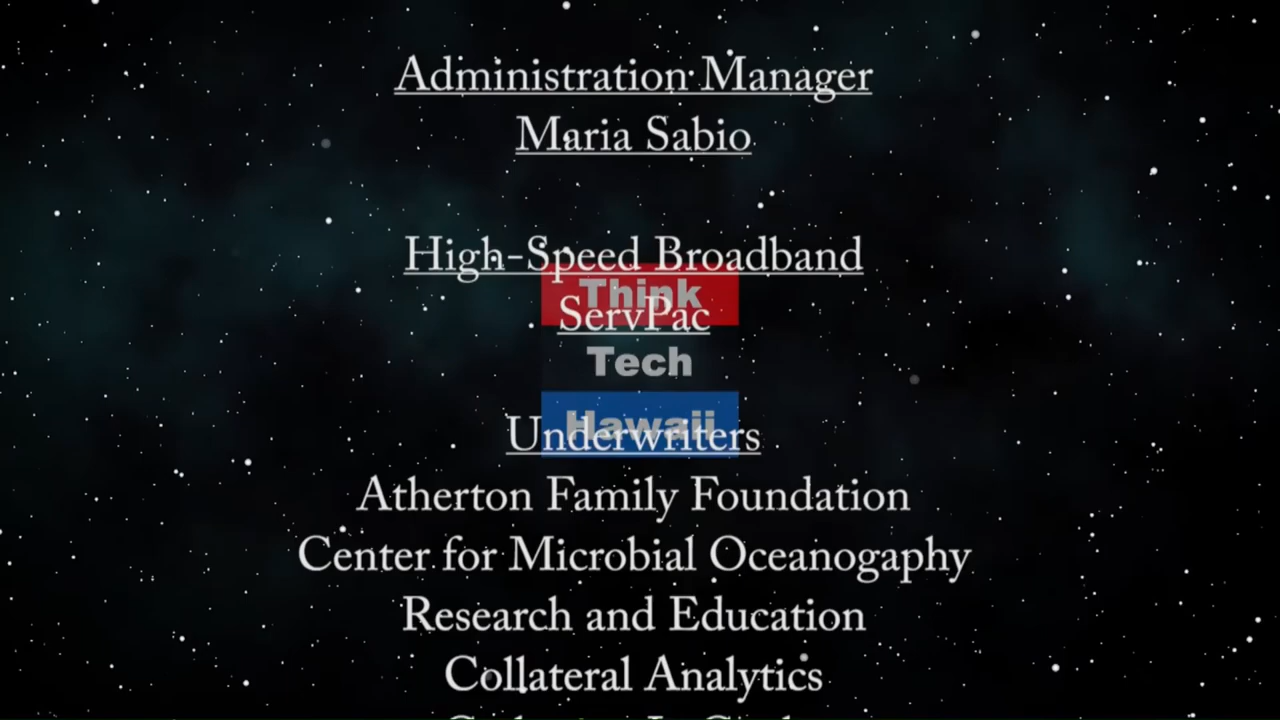 Administration Manager
Maria Sabio
High-Speed Broadband
Think
ServPac
Tech
Hawaii
Underwriters
Atherton Family Foundation
Center for Microbial Oceanogaphy
Research and Education
Collateral Analytics